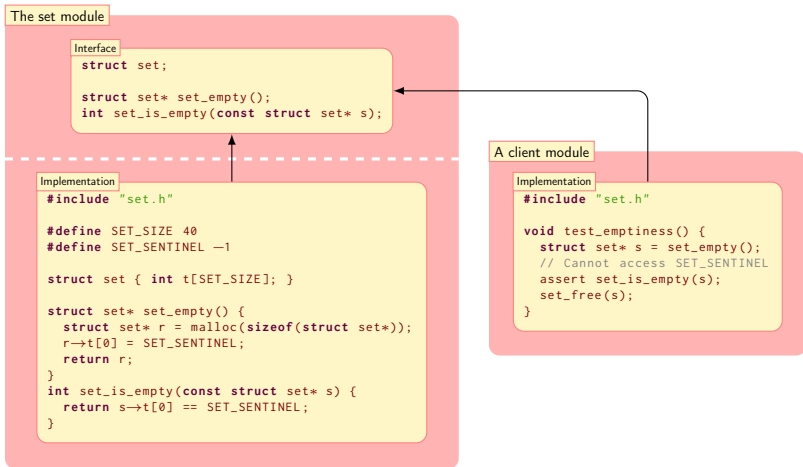 The set module
Interface
struct set;
struct set* set_empty();
int set_is_empty(const struct set* s);
Implementation
#include "set.h"
#define SET_SIZE 40
#define SET_SENTINEL −1
struct set { int t[SET_SIZE]; }
struct set* set_empty() {
  struct set* r = malloc(sizeof(struct set*));
  r→t[0] = SET_SENTINEL;
  return r;
}
int set_is_empty(const struct set* s) {
  return s→t[0] == SET_SENTINEL;
}
A client module
Implementation
#include "set.h"
void test_emptiness() {
  struct set* s = set_empty();
  // Cannot access SET_SENTINEL
  assert set_is_empty(s);
  set_free(s);
}